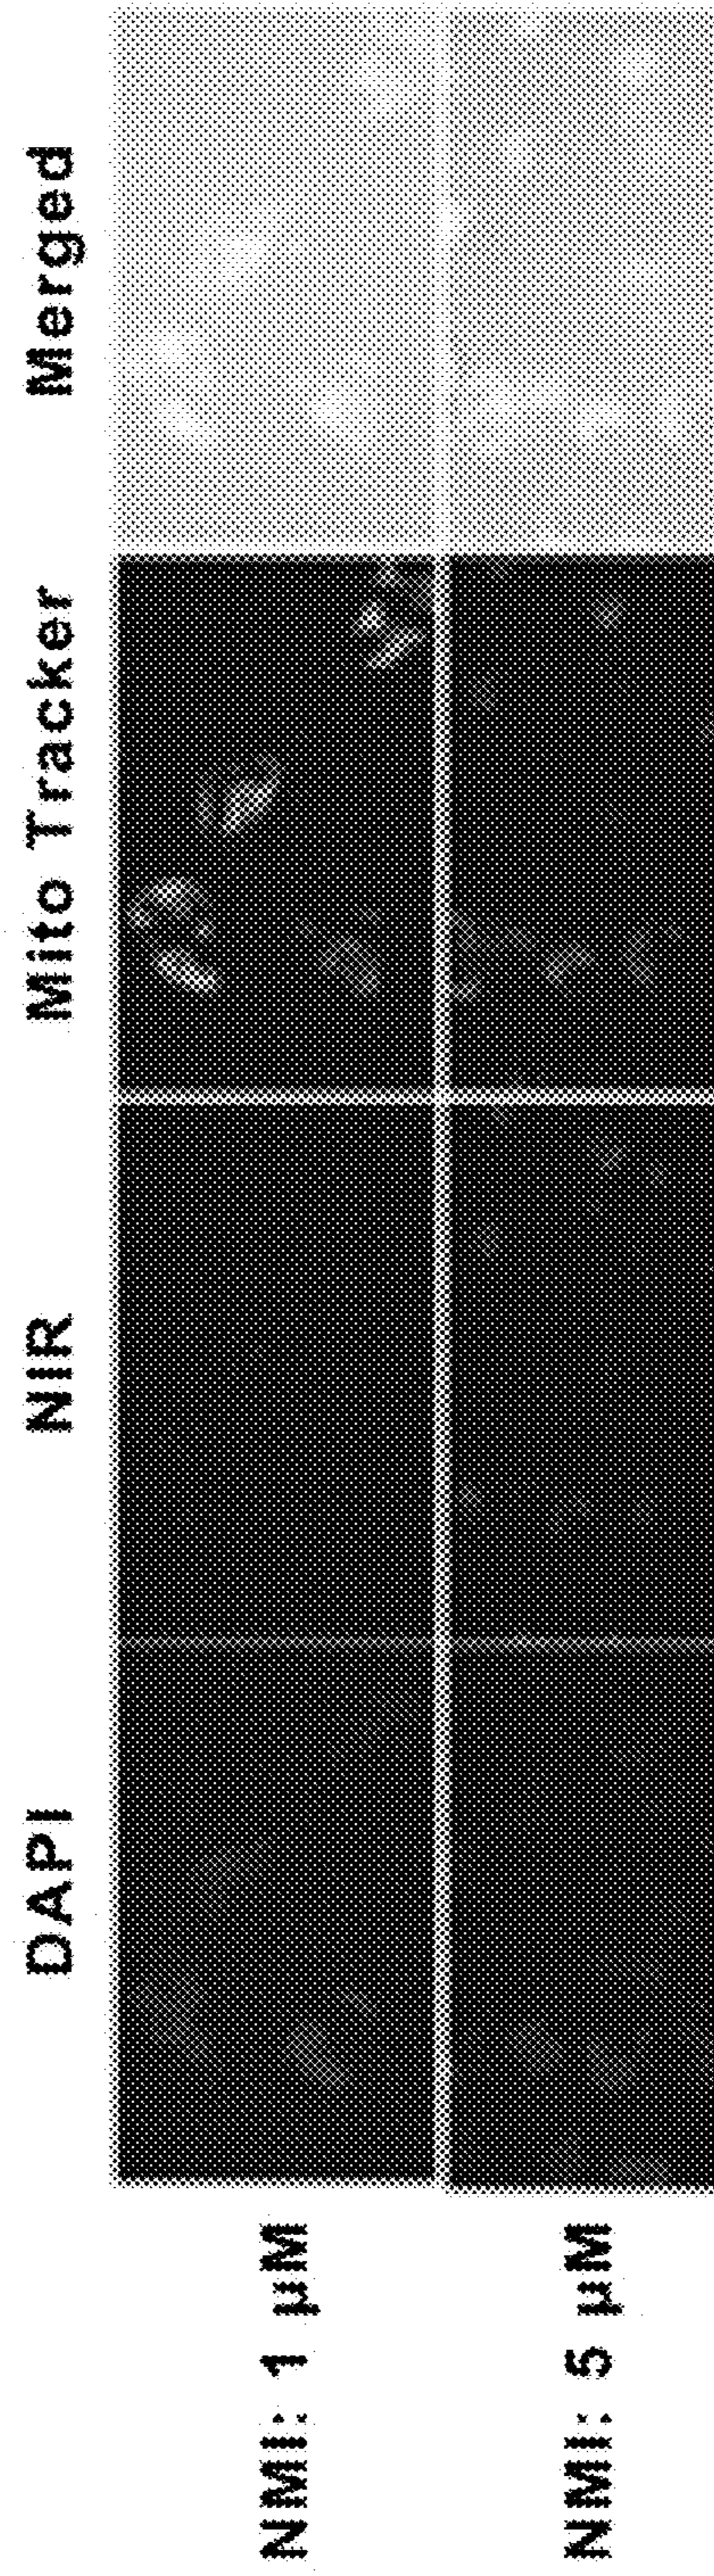 DAPI
NIR
Mito Tracker
Merged
NMI: 1 µM
NMI: 5 µM